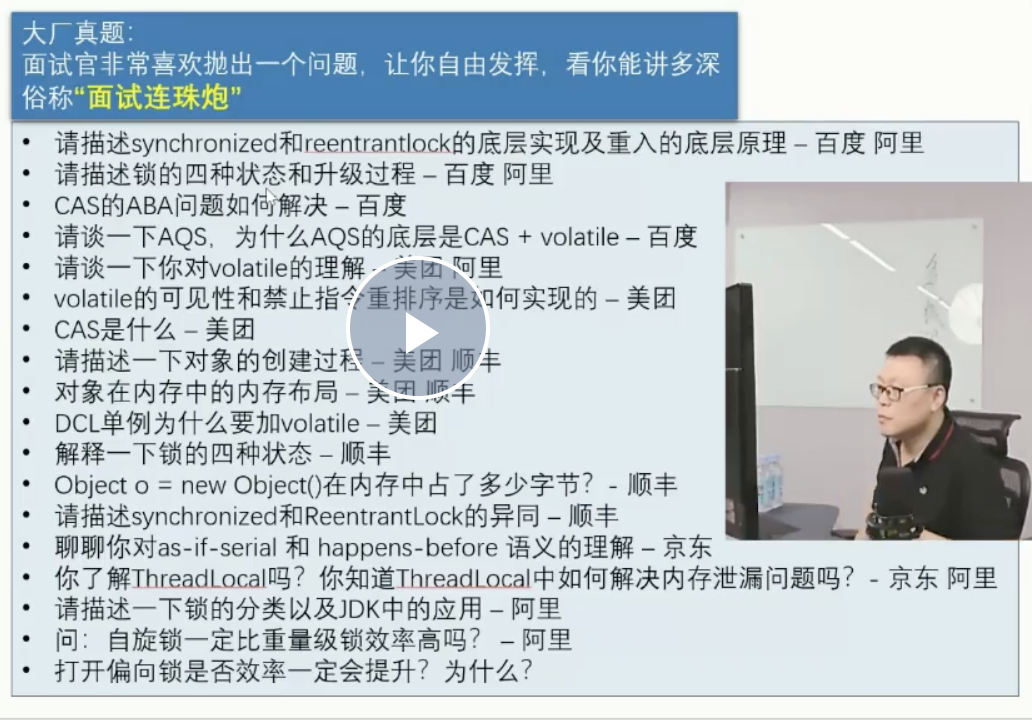 大厂真题：
面试官非常喜欢抛出一个问题，让你自由发挥，看你能讲多深
俗称“面试连珠炮”
• 请描述synchronized和reentrantlock的底层实现及重入的底层原理 – 百度 阿里
• 请描述锁的四种状态和升级过程 – 百度 阿里
• CAS的ABA问题如何解决 – 百度
• 请谈一下AQS，为什么AQS的底层是CAS + volatile – 百度
• 请谈一下你对volatile的理解 – 美团 阿里
• volatile的可见性和禁止指令重排序是如何实现的 – 美团
• CAS是什么 – 美团
• 请描述一下对象的创建过程 – 美团 顺丰
• 对象在内存中的内存布局 – 美团 顺丰
• DCL单例为什么要加volatile – 美团
• 解释一下锁的四种状态 – 顺丰
• Object o = new Object()在内存中占了多少字节？- 顺丰
• 请描述synchronized和ReentrantLock的异同 – 顺丰
• 聊聊你对as-if-serial 和 happens-before 语义的理解 – 京东
• 你了解ThreadLocal吗？你知道ThreadLocal中如何解决内存泄漏问题吗？- 京东 阿里
• 请描述一下锁的分类以及JDK中的应用 – 阿里
• 问：自旋锁一定比重量级锁效率高吗？ – 阿里
• 打开偏向锁是否效率一定会提升？为什么？